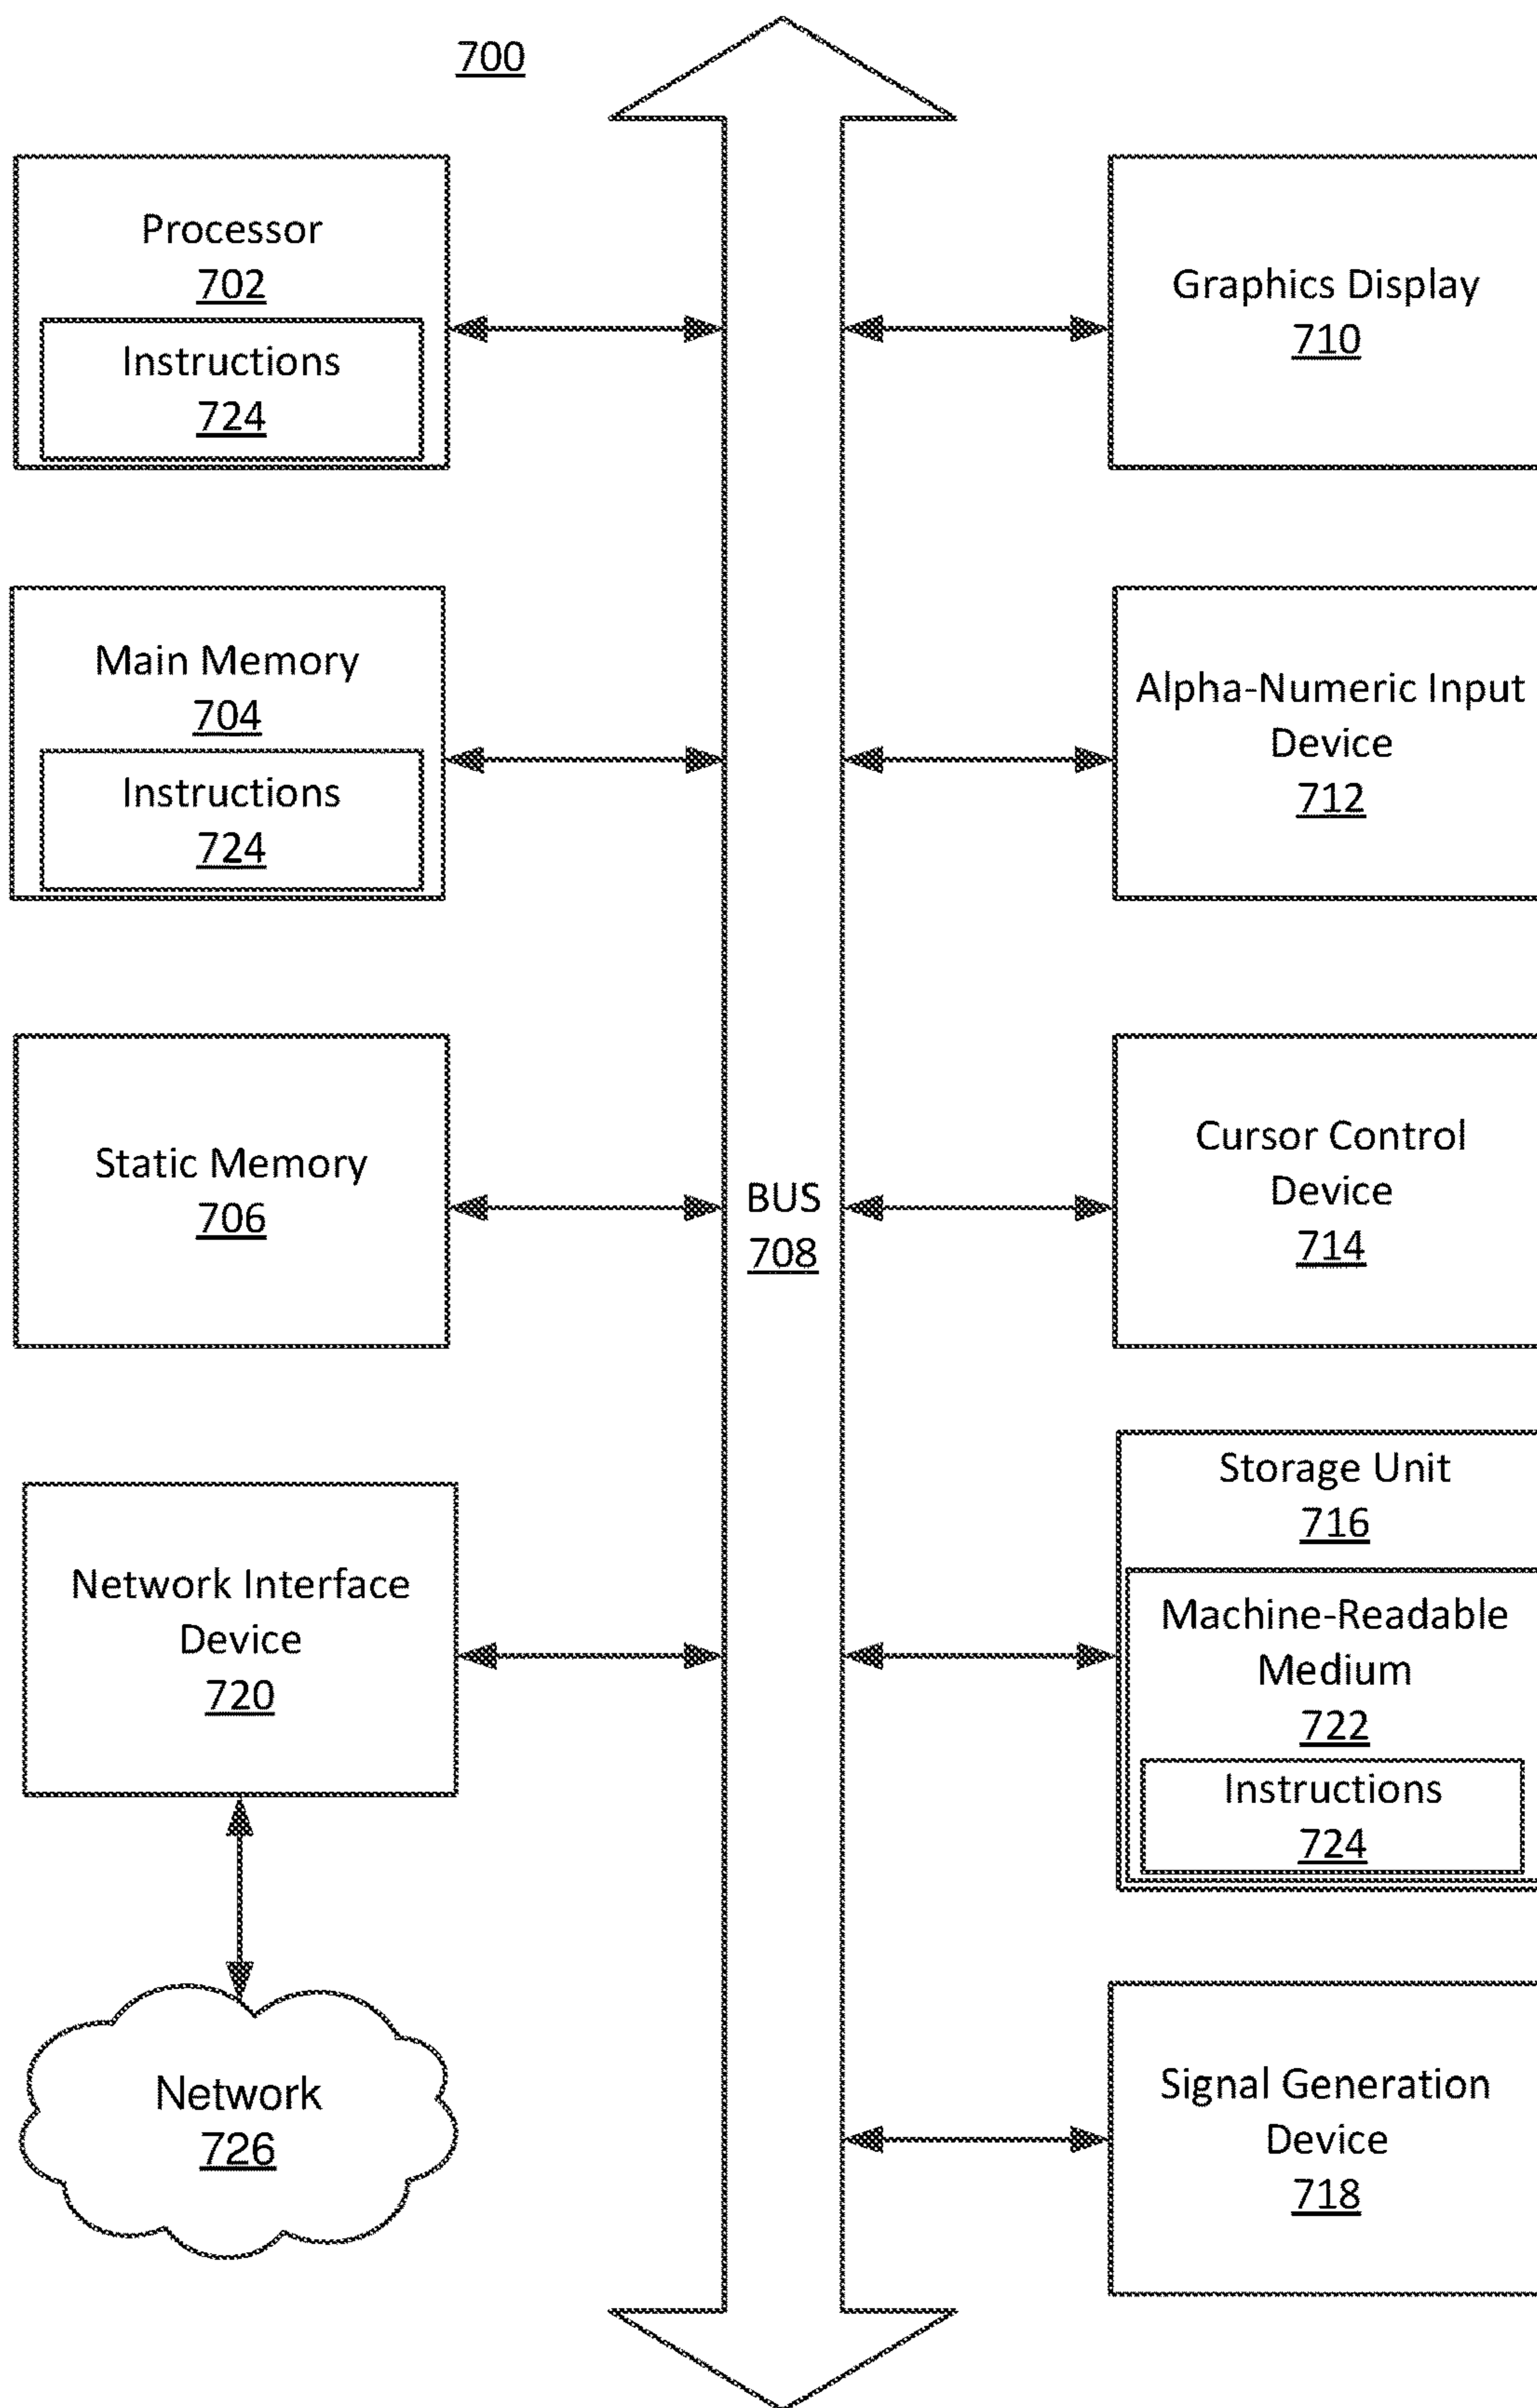 700
Processor
702
Instructions
724
Main Memory
704
Instructions
724
Static Memory
706
Network Interface
Device
720
Network
726
BUS
708
Graphics Display
710
Alpha-Numeric Input
Device
712
Cursor Control
Device
714
Storage Unit
716
Machine-Readable
Medium
722
Instructions
724
Signal Generation
Device
718